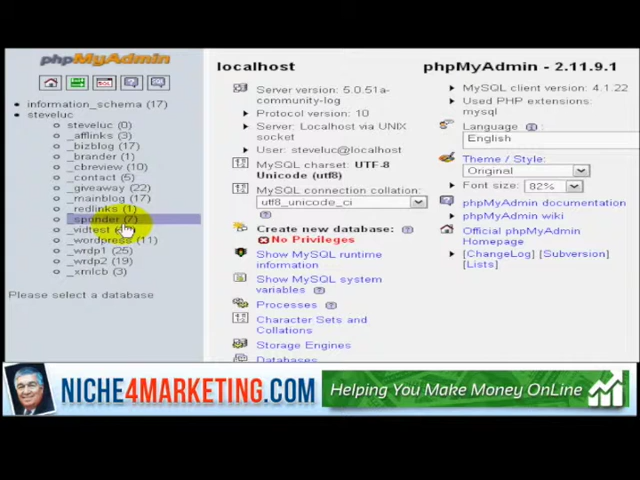 phpMyAdmin
information_schema (17)
steveluc
steveluc (0)
_afflinks (3)
_bizblog (17)
_brander (1)
_cbreview (10)
_contact (5)
_giveaway (22)
_mainblog (17)
_redlinks (1)
_sponder (7)
_vidtest
_wordpress (11)
_wrdp1 (25)
_wrdp2 (19)
_xmlcb (3)
Please select a database
localhost
Server version: 5.0.51a-
community-log
Protocol version: 10
Server: Localhost via UNIX
socket
User: steveluc@localhost
MySQL charset: UTF-8
Unicode (utf8)
MySQL connection collation:
utf8_unicode_ci
Create new database:
No Privileges
Show MySQL runtime
information
Show MySQL system
variables
Processes
Character Sets and
Collations
Storage Engines
Databases
phpMyAdmin - 2.11.9.1
MySQL client version: 4.1.22
Used PHP extensions:
mysql
Language
English
Theme / Style:
Original
Font size: 82%
phpMyAdmin documentation
phpMyAdmin wiki
Official phpMyAdmin
Homepage
[ChangeLog] [Subversion]
[Lists]
NICHE4MARKETING.COM
Helping You Make Money OnLine